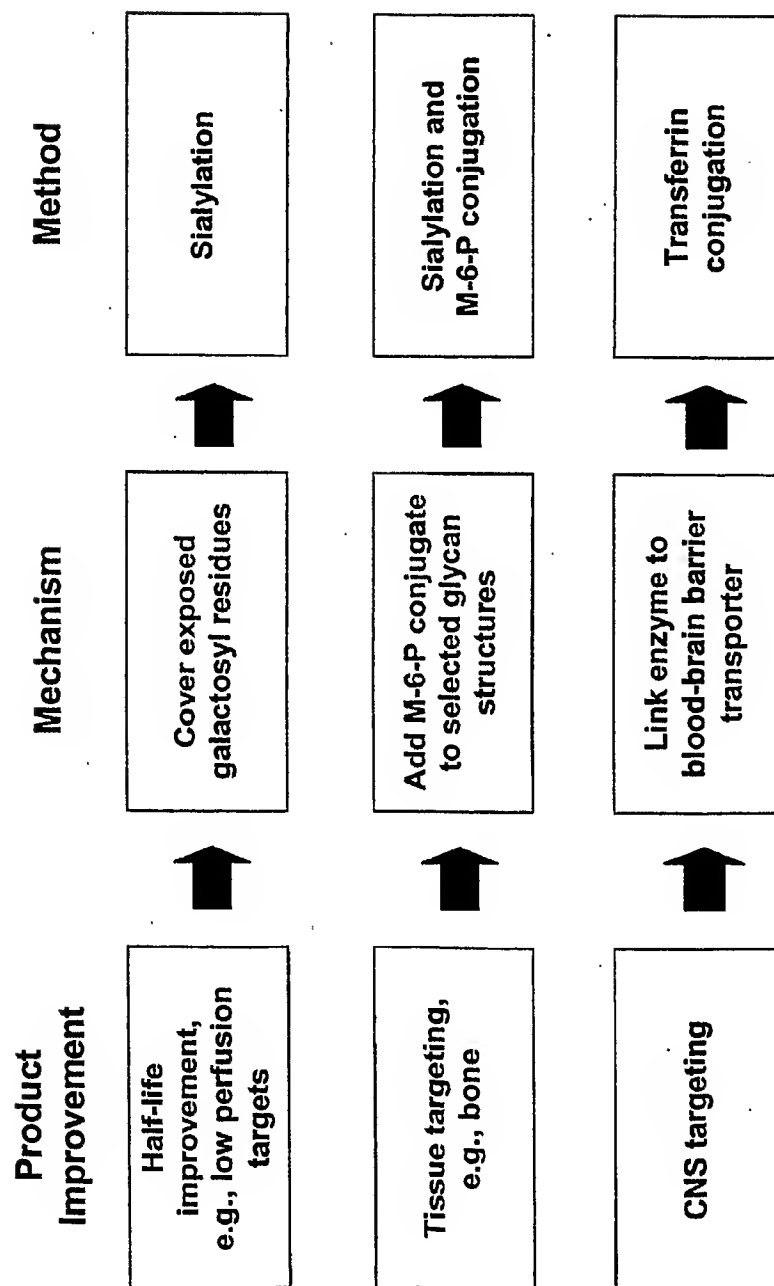 Product
Improvement
Mechanism
Method
Half-life
improvement,
e.g., low perfusion
targets
Cover exposed
galactosyl residues
Sialylation
Tissue targeting,
e.g., bone
Add M-6-P conjugate
to selected glycan
structures
Sialylation and
M-6-P conjugation
CNS targeting
Link enzyme to
blood-brain barrier
transporter
Transferrin
conjugation